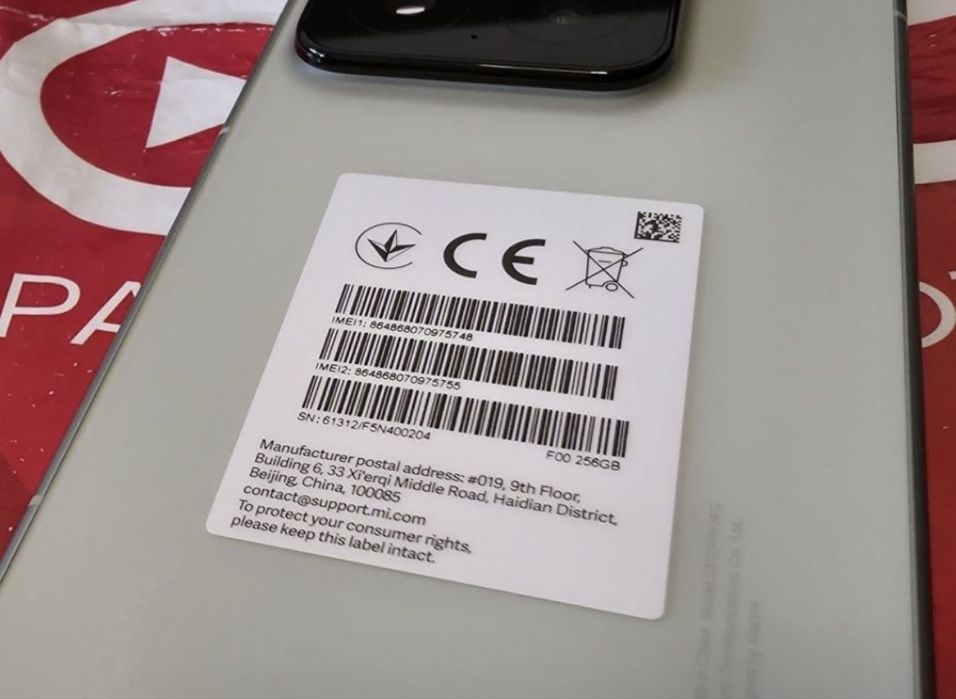 PA
CE
IMEI1: 864868070975748
IMEI2: 864868070975755
SN: 61312/F5N400204
F00 256GB
Manufacturer postal address: #019, 9th Floor,
Building 6, 33 Xi'erqi Middle Road, Haidian District,
Beijing, China, 100085
contact@support.mi.com
To protect your consumer rights,
please keep this label intact.